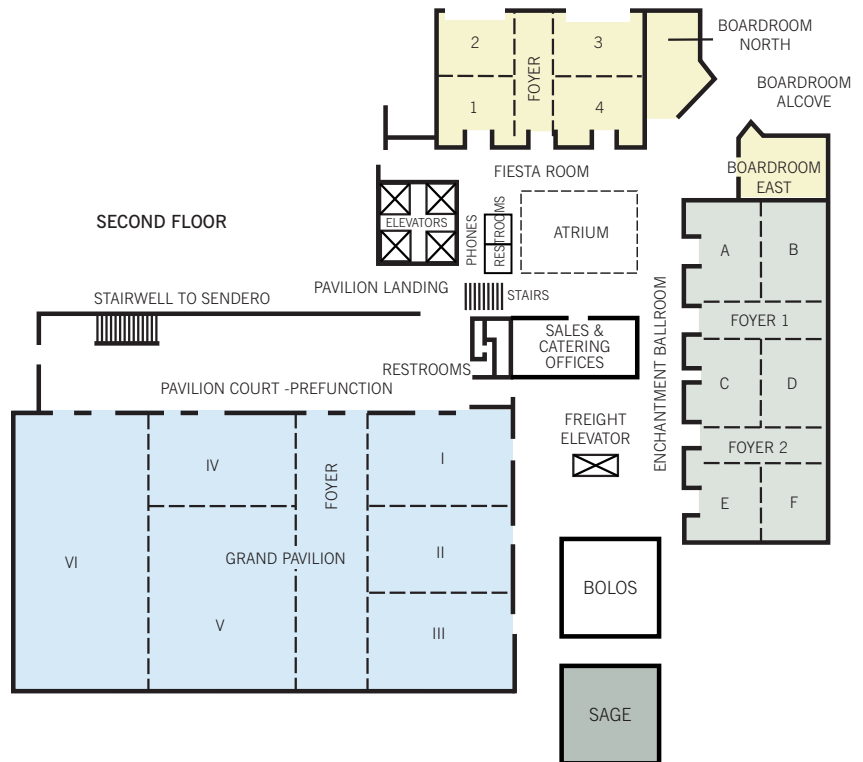 BOARDROOM
NORTH
2
3
FOYER
1
4
BOARDROOM
ALCOVE
FIESTA ROOM
BOARDROOM
EAST
SECOND FLOOR
ELEVATORS
PHONES
RESTROOMS
ATRIUM
A
B
PAVILION LANDING
STAIRS
STAIRWELL TO SENDERO
ENCHANTMENT BALLROOM
FOYER 1
SALES &
CATERING
OFFICES
RESTROOMS
PAVILION COURT -PREFUNCTION
C
D
FREIGHT
ELEVATOR
FOYER 2
IV
FOYER
I
E
F
VI
GRAND PAVILION
II
V
III
BOLOS
SAGE